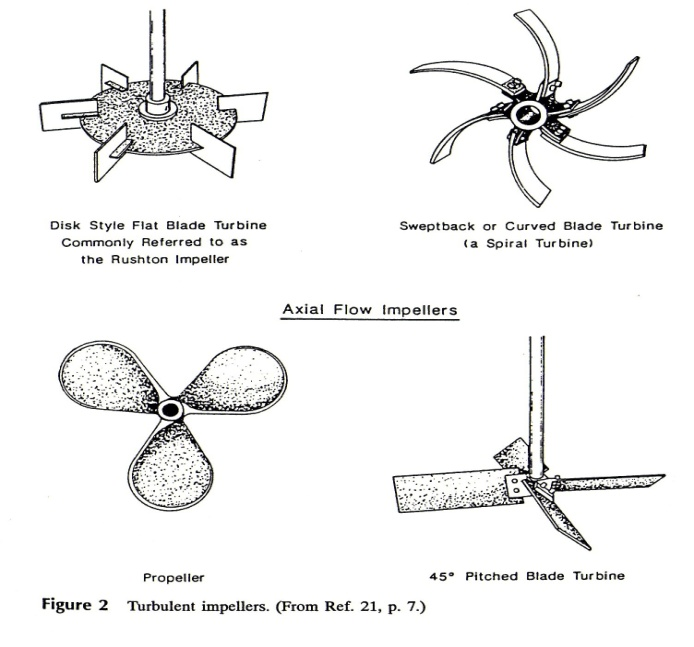 Disk Style Flat Blade Turbine
Commonly Referred to as
the Rushton Impeller
Sweptback or Curved Blade Turbine
(a Spiral Turbine)
Axial Flow Impellers
Propeller
45° Pitched Blade Turbine
Figure 2 Turbulent impellers. (From Ref. 21, p. 7.)